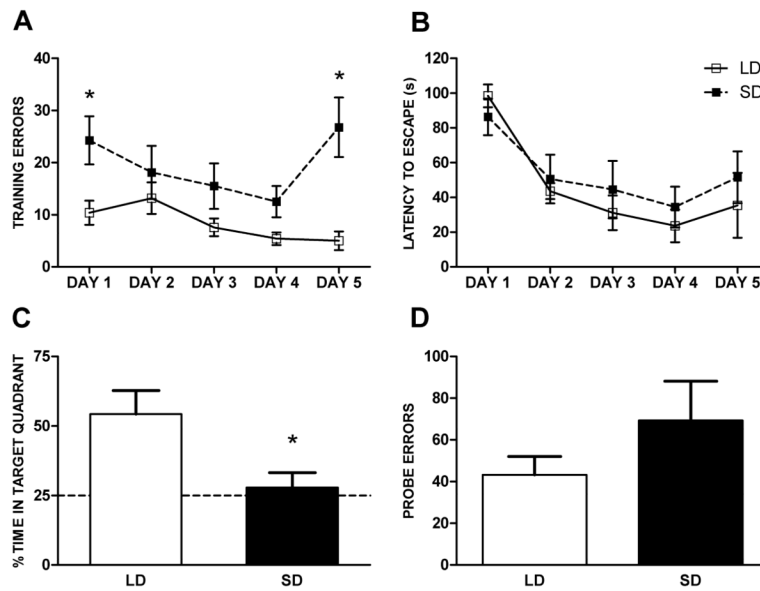 A
TRAINING ERRORS
40
30
20
10
0
*
*
DAY 1 DAY 2 DAY 3 DAY 4 DAY 5
B
LATENCY TO ESCAPE (s)
120
100
80
60
40
20
0
LD
SD
DAY 1 DAY 2 DAY 3 DAY 4 DAY 5
C
% TIME IN TARGET QUADRANT
75
50
25
0
*
LD SD
D
PROBE ERRORS
100
80
60
40
20
0
LD SD